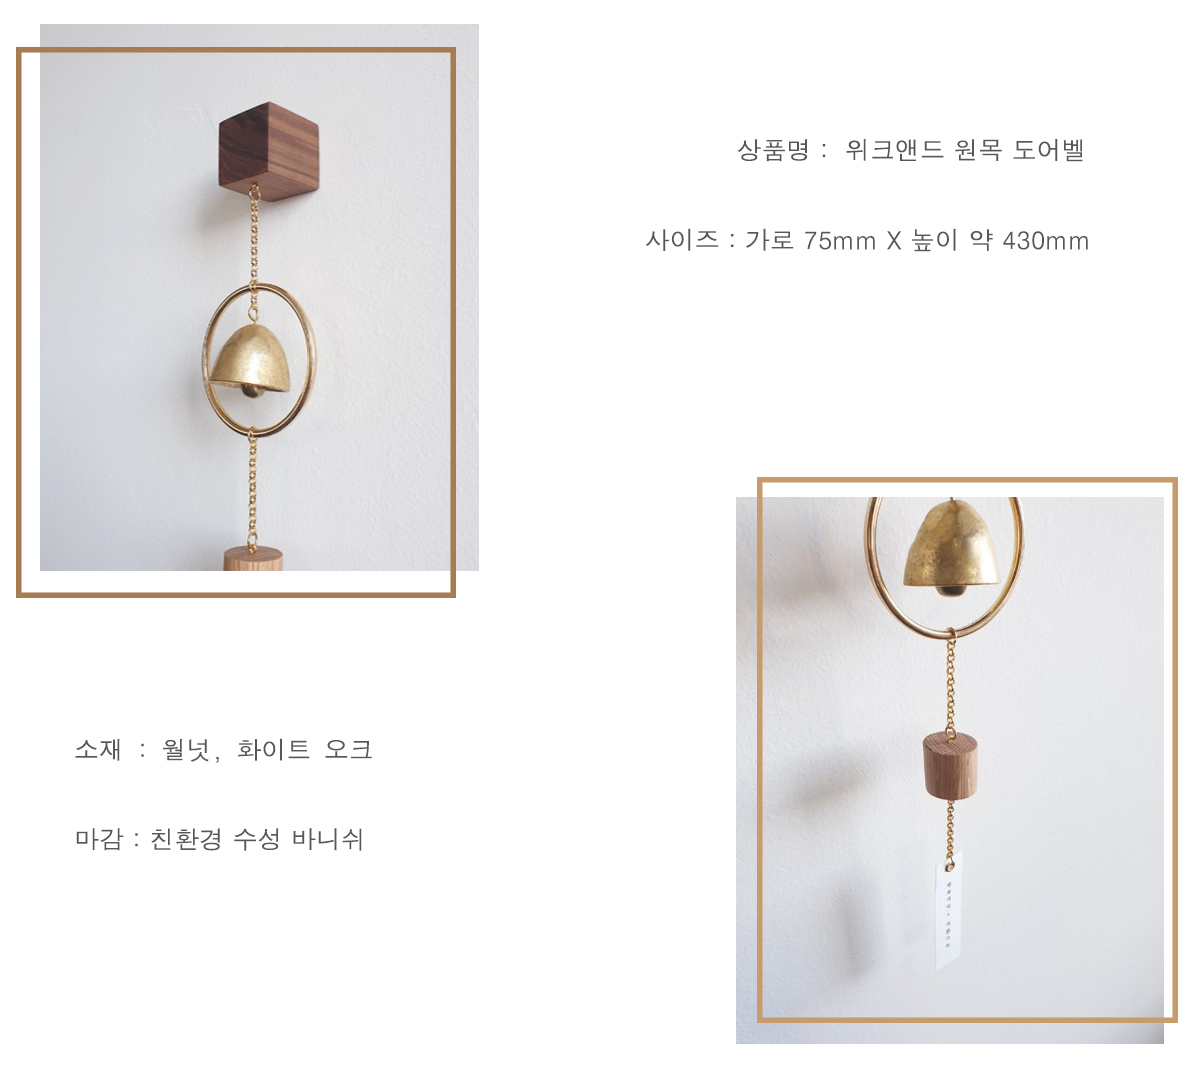 상품명 : 위크앤드 원목 도어벨
사이즈 : 가로 75mm X 높이 약 430mm
소재 : 월넛, 화이트 오크
마감 : 친환경 수성 바니쉬